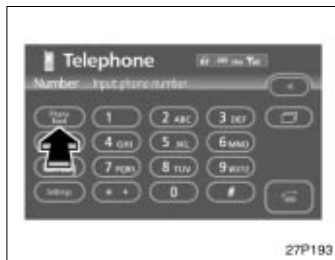 Telephone
Number Input phone number
Phone Book 1 2 ABC 3 DEF
4 GHI 5 JKL 6 MNO
7 PQRS 8 TUV 9 WXYZ
Settings * + 0 #
27P193